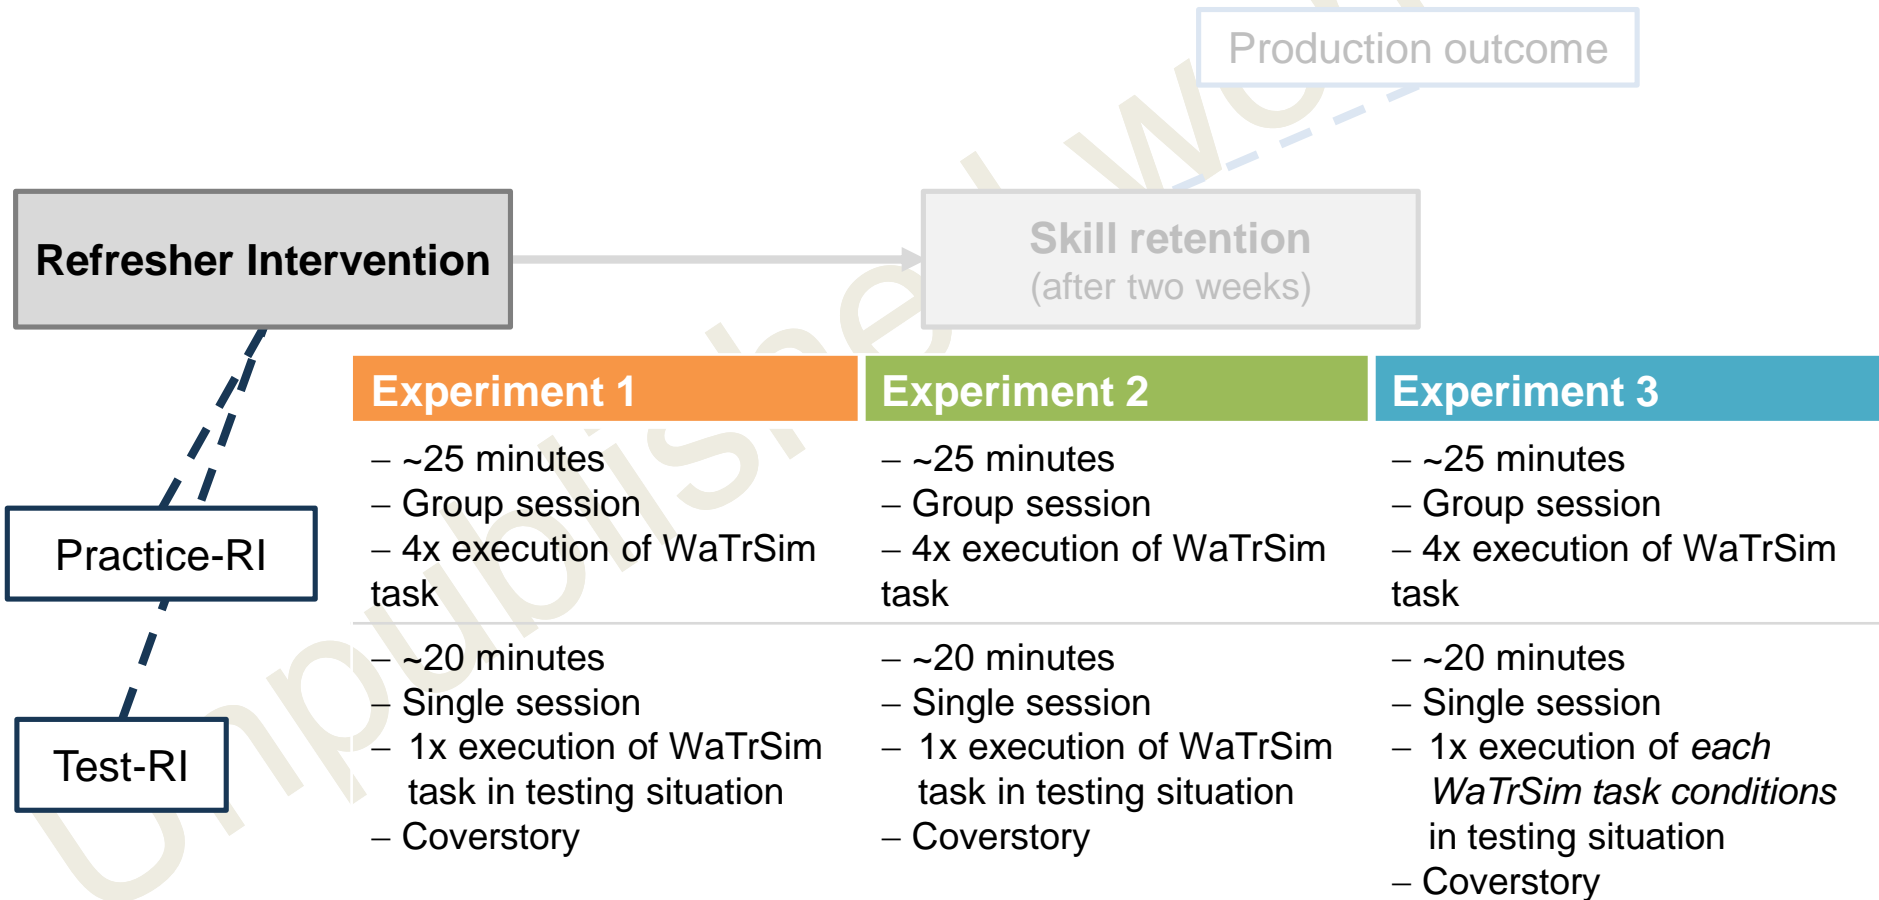 Production outcome
Refresher Intervention
Skill retention
(after two weeks)
Experiment 1
Experiment 2
Experiment 3
Practice-RI
– ~25 minutes
– Group session
– 4x execution of WaTrSim
task
– ~25 minutes
– Group session
– 4x execution of WaTrSim
task
– ~25 minutes
– Group session
– 4x execution of WaTrSim
task
Test-RI
– ~20 minutes
– Single session
– 1x execution of WaTrSim
task in testing situation
– Coverstory
– ~20 minutes
– Single session
– 1x execution of WaTrSim
task in testing situation
– Coverstory
– ~20 minutes
– Single session
– 1x execution of each
WaTrSim task conditions
in testing situation
– Coverstory